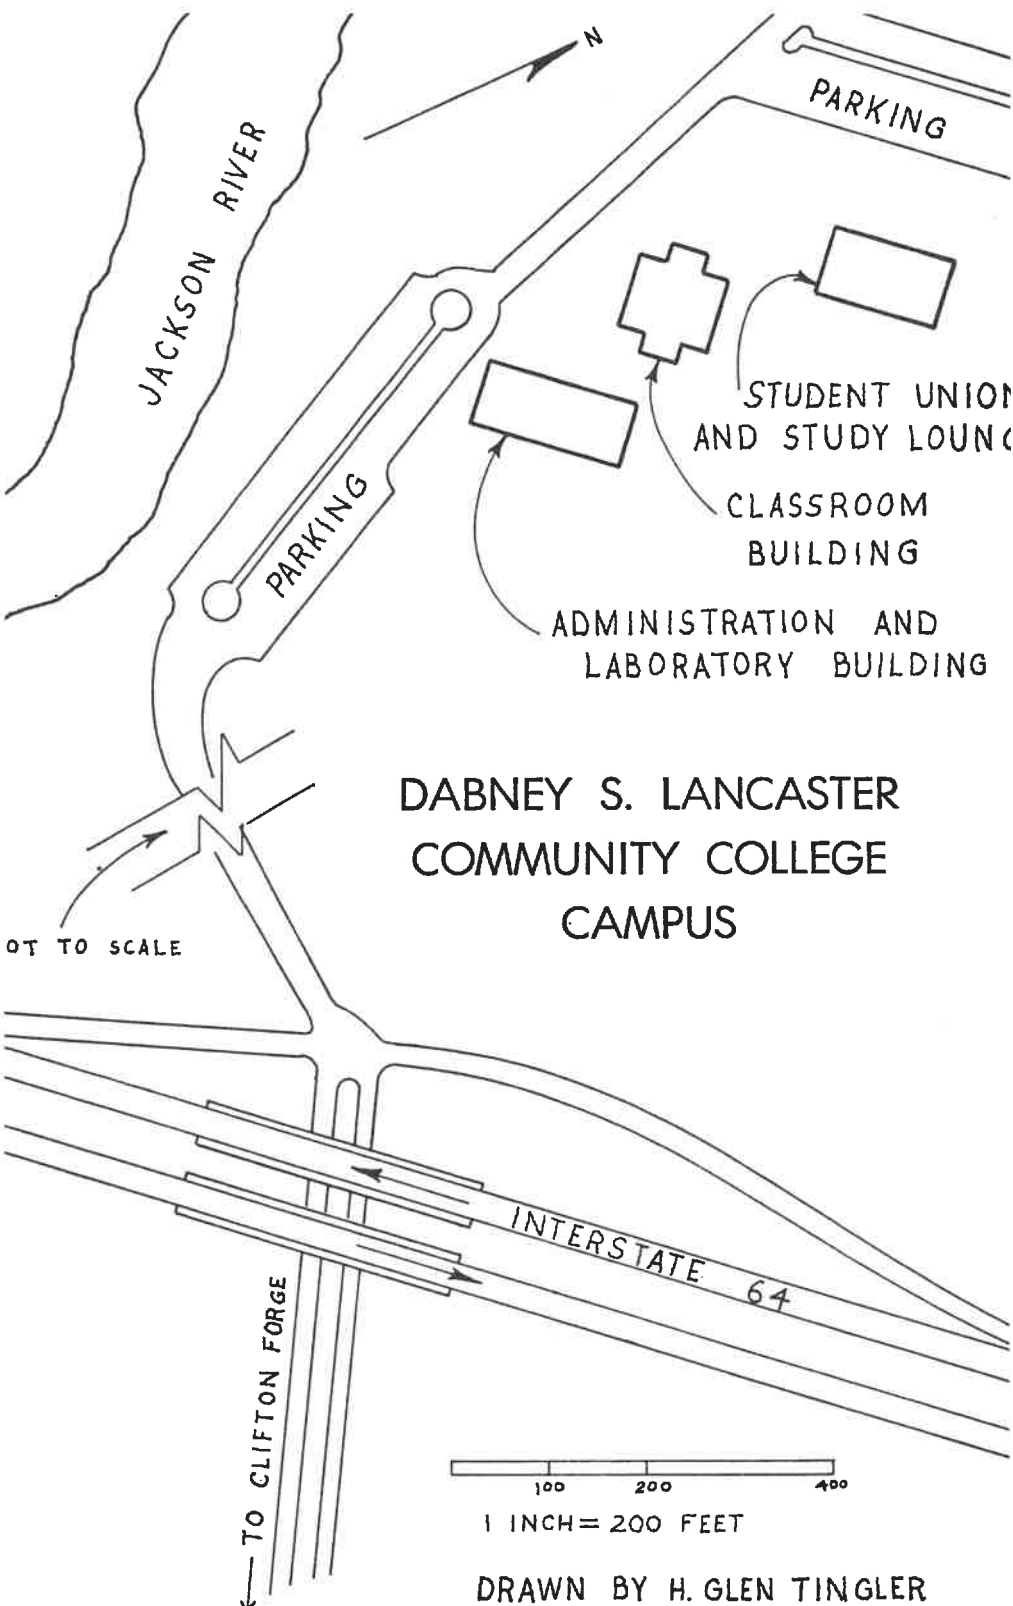 N
PARKING
JACKSON RIVER
STUDENT UNION
AND STUDY LOUNG
PARKING
CLASSROOM
BUILDING
ADMINISTRATION AND
LABORATORY BUILDING
DABNEY S. LANCASTER
COMMUNITY COLLEGE
CAMPUS
OT TO SCALE
INTERSTATE 64
TO CLIFTON FORGE
100 200 400
1 INCH = 200 FEET
DRAWN BY H. GLEN TINGLER